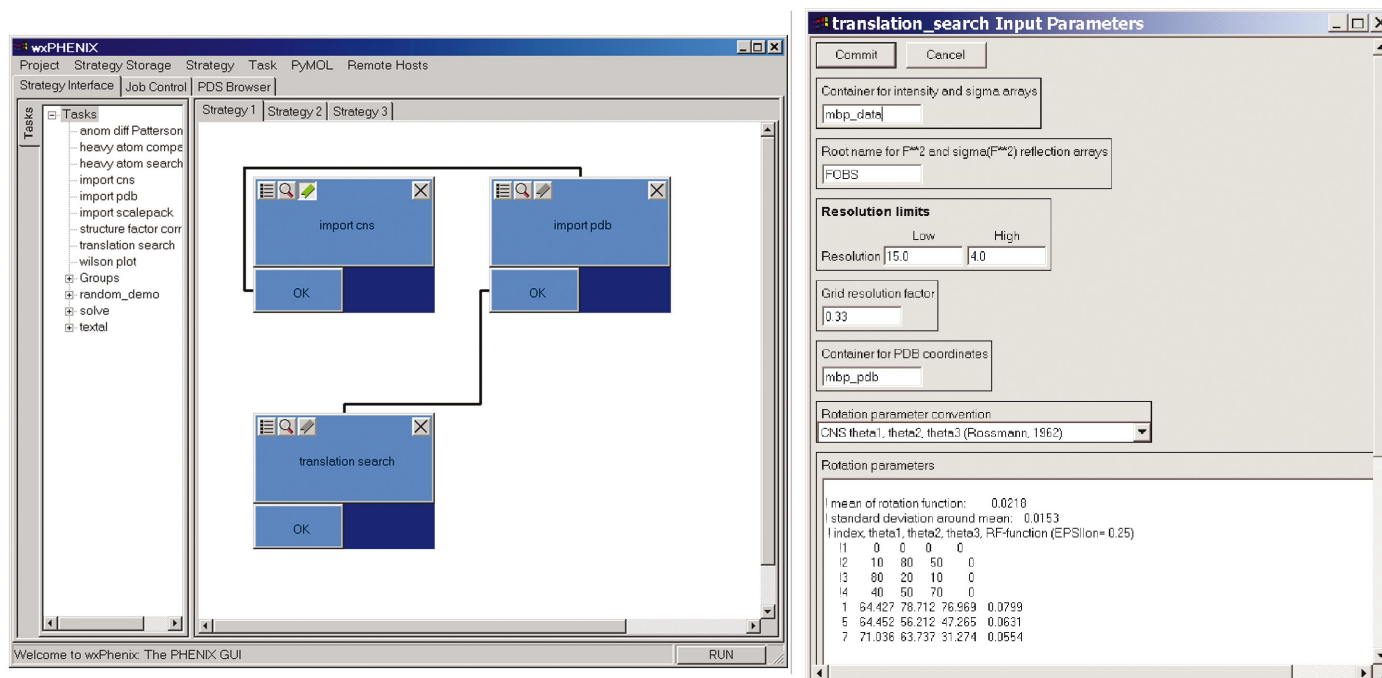 wxPHENIX
Project Strategy Storage Strategy Task PyMOL Remote Hosts
Strategy Interface Job Control PDS Browser
Tasks
Tasks
anom diff Patterson
heavy atom compe
heavy atom search
import cns
import pdb
import scalepack
structure factor corr
translation search
wilson plot
Groups
random_demo
solve
textal
Strategy 1 Strategy 2 Strategy 3
import cns
OK
import pdb
OK
translation search
OK
Welcome to wxPhenix: The PHENIX GUI
RUN
translation_search Input Parameters
Commit Cancel
Container for intensity and sigma arrays
mbp_data
Root name for F**2 and sigma(F**2) reflection arrays
FOBS
Resolution limits
Low High
Resolution 15.0 4.0
Grid resolution factor
0.33
Container for PDB coordinates
mbp_pdb
Rotation parameter convention
CNS theta1, theta2, theta3 (Rossmann, 1962)
Rotation parameters
! mean of rotation function: 0.0218
! standard deviation around mean: 0.0153
! index, theta1, theta2, theta3, RF-function (EPSIlon= 0.25)
!1 0 0 0 0
!2 10 80 50 0
!3 80 20 10 0
!4 40 50 70 0
1 64.427 78.712 76.969 0.0799
5 64.452 56.212 47.265 0.0631
7 71.036 63.737 31.274 0.0554